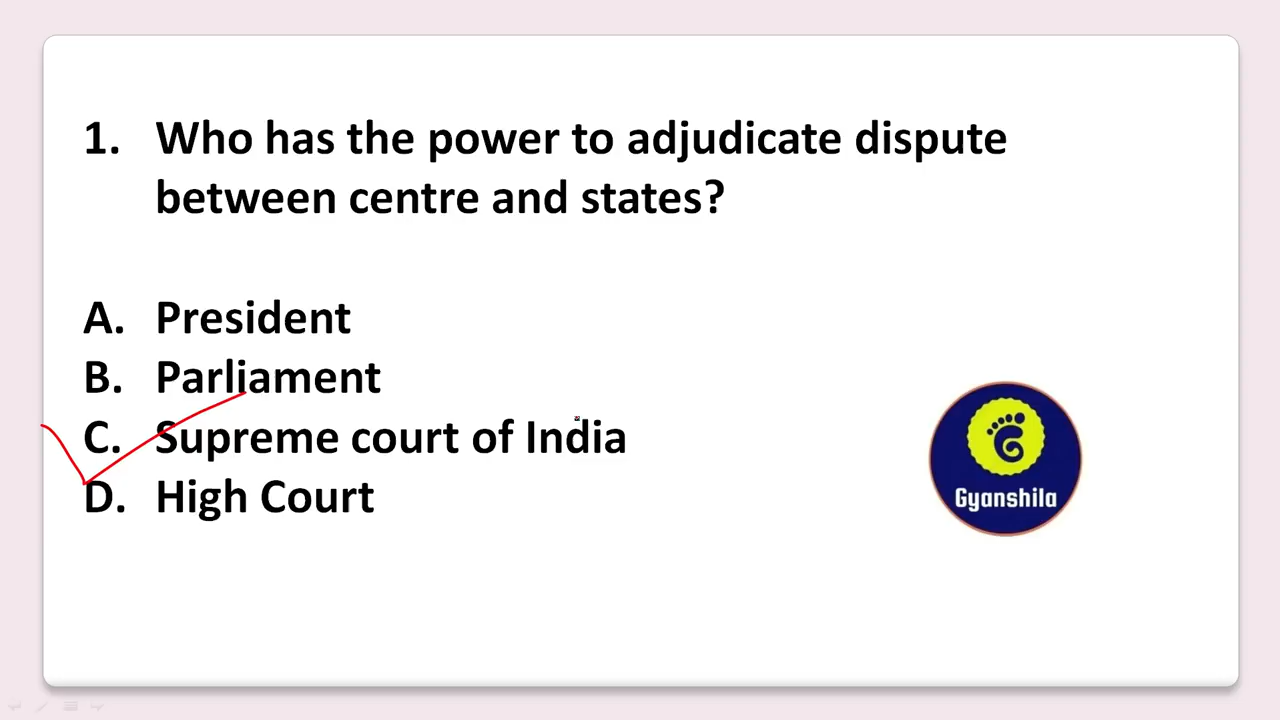 1. Who has the power to adjudicate dispute
between centre and states?
A. President
B. Parliament
C. Supreme court of India
D. High Court
Gyanshila